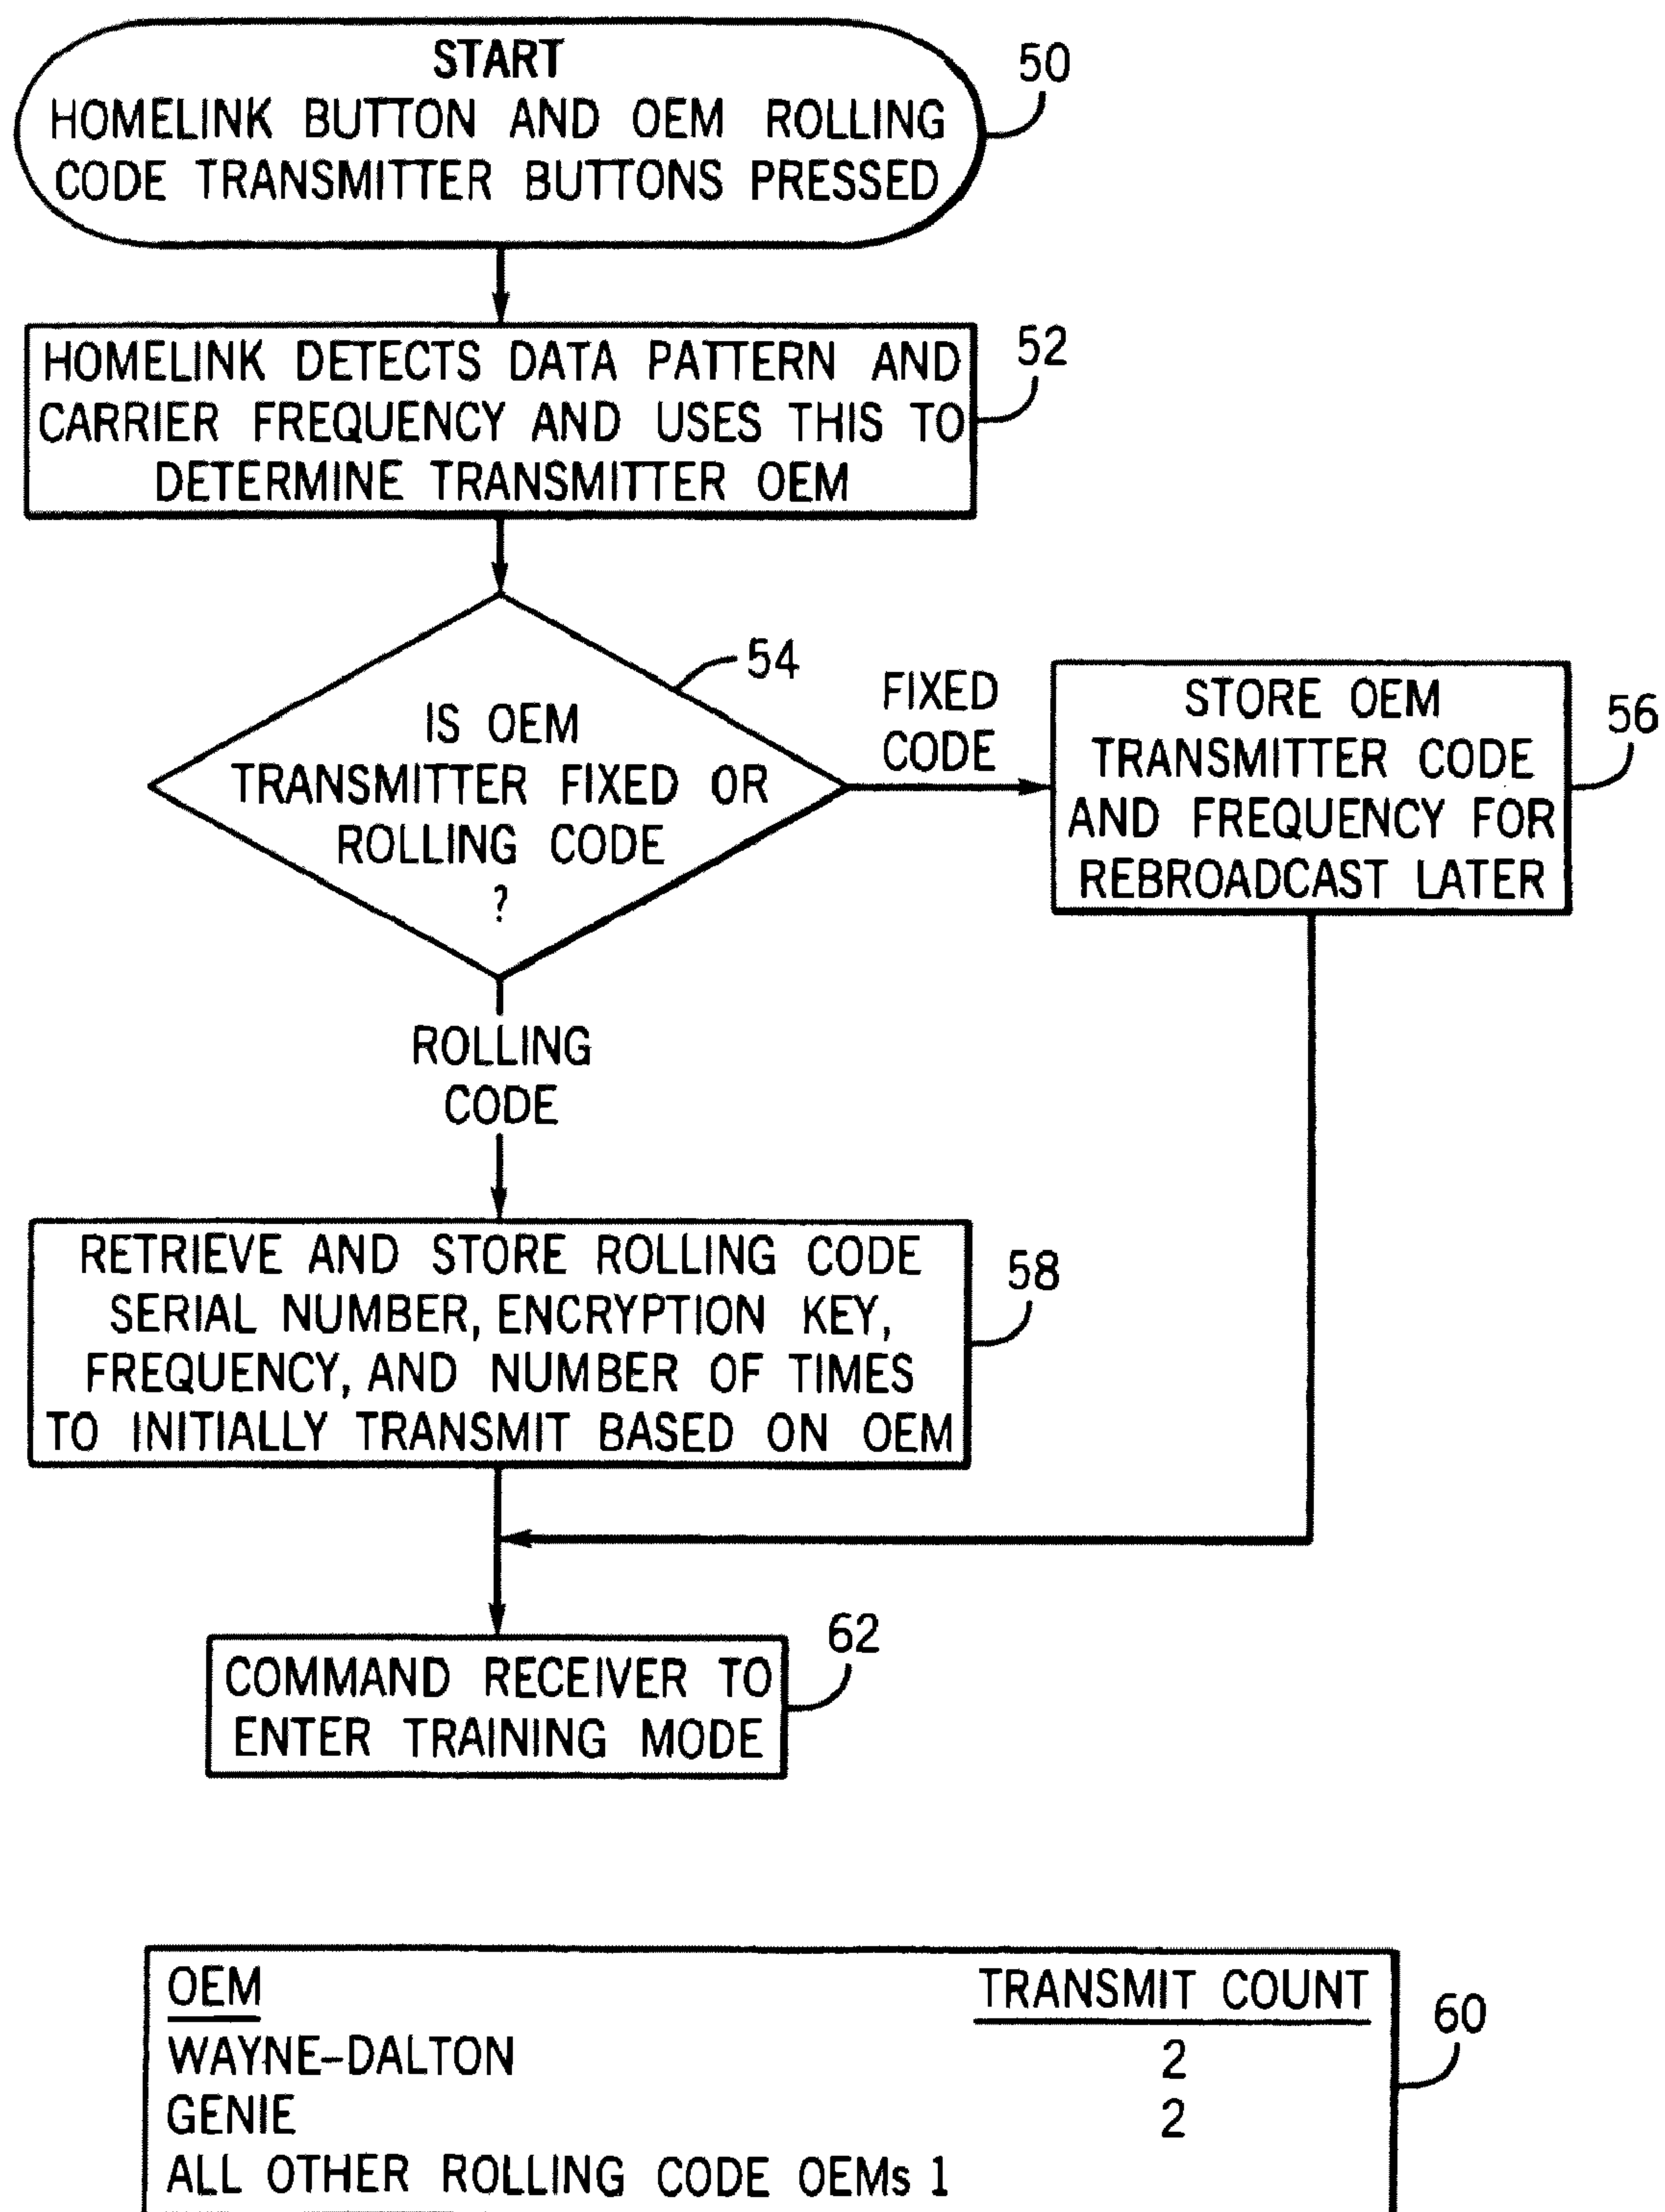 START
HOMELINK BUTTON AND OEM ROLLING
CODE TRANSMITTER BUTTONS PRESSED
50
HOMELINK DETECTS DATA PATTERN AND
CARRIER FREQUENCY AND USES THIS TO
DETERMINE TRANSMITTER OEM
52
IS OEM
TRANSMITTER FIXED OR
ROLLING CODE
?
54
FIXED
CODE
STORE OEM
TRANSMITTER CODE
AND FREQUENCY FOR
REBROADCAST LATER
56
ROLLING
CODE
RETRIEVE AND STORE ROLLING CODE
SERIAL NUMBER, ENCRYPTION KEY,
FREQUENCY, AND NUMBER OF TIMES
TO INITIALLY TRANSMIT BASED ON OEM
58
COMMAND RECEIVER TO
ENTER TRAINING MODE
62
OEM TRANSMIT COUNT
WAYNE-DALTON 2
GENIE 2
ALL OTHER ROLLING CODE OEMs 1
60